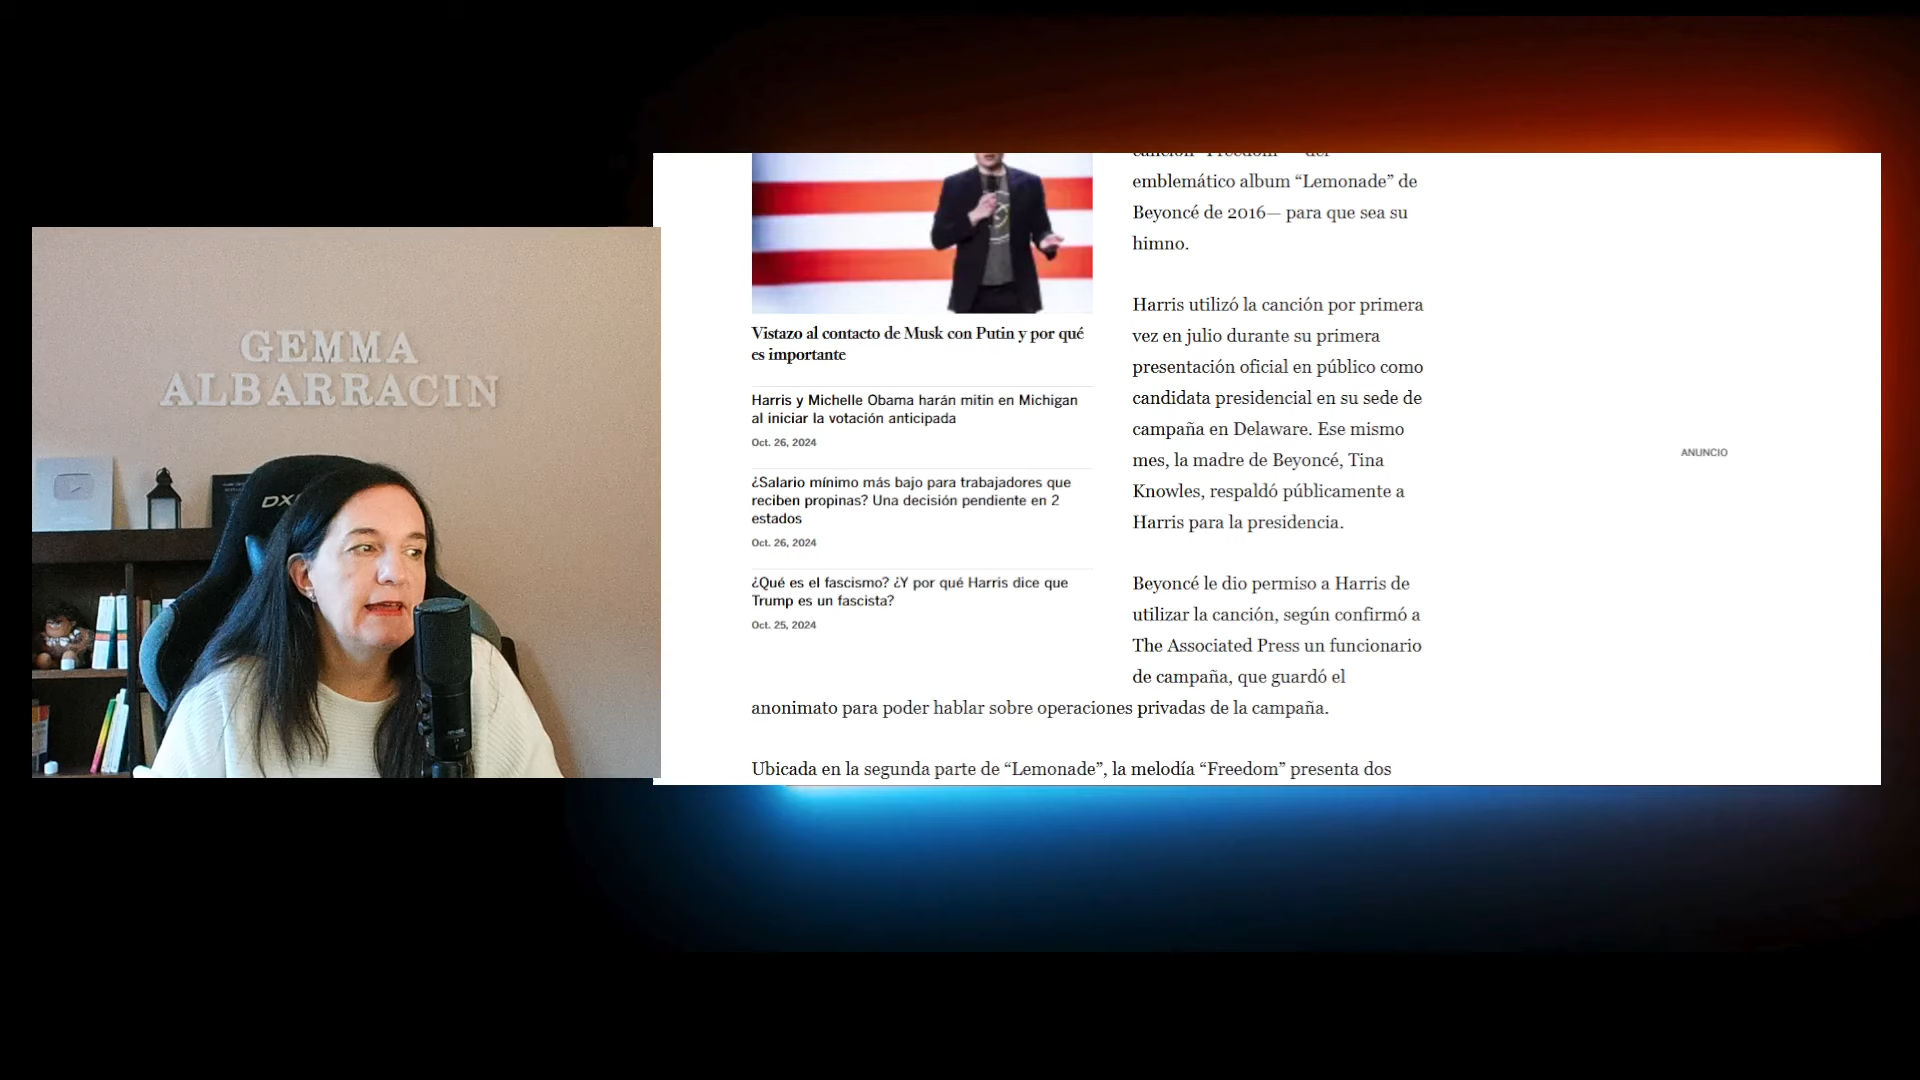 GEMMA
ALBARRACIN
DX
Vistazo al contacto de Musk con Putin y por qué
es importante
Harris y Michelle Obama harán mitin en Michigan
al iniciar la votación anticipada
Oct. 26, 2024
¿Salario mínimo más bajo para trabajadores que
reciben propinas? Una decisión pendiente en 2
estados
Oct. 26, 2024
¿Qué es el fascismo? ¿Y por qué Harris dice que
Trump es un fascista?
Oct. 25, 2024
canción “Freedom” — del
emblemático album “Lemonade” de
Beyoncé de 2016— para que sea su
himno.
Harris utilizó la canción por primera
vez en julio durante su primera
presentación oficial en público como
candidata presidencial en su sede de
campaña en Delaware. Ese mismo
mes, la madre de Beyoncé, Tina
Knowles, respaldó públicamente a
Harris para la presidencia.
Beyoncé le dio permiso a Harris de
utilizar la canción, según confirmó a
The Associated Press un funcionario
de campaña, que guardó el
anonimato para poder hablar sobre operaciones privadas de la campaña.
Ubicada en la segunda parte de “Lemonade”, la melodía “Freedom” presenta dos
ANUNCIO